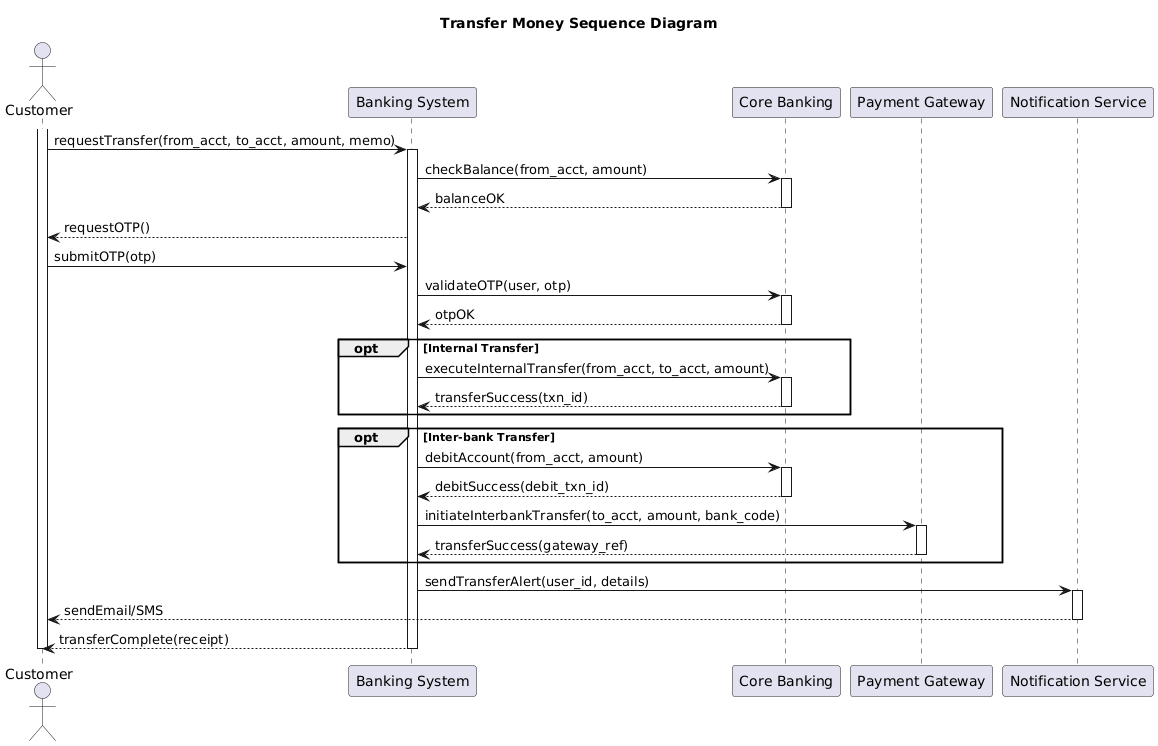 Transfer Money Sequence Diagram
Customer
Banking System
Core Banking
Payment Gateway
Notification Service
requestTransfer(from_acct, to_acct, amount, memo)
checkBalance(from_acct, amount)
balanceOK
requestOTP()
submitOTP(otp)
validateOTP(user, otp)
otpOK
opt [Internal Transfer]
executeInternalTransfer(from_acct, to_acct, amount)
transferSuccess(txn_id)
opt [Inter-bank Transfer]
debitAccount(from_acct, amount)
debitSuccess(debit_txn_id)
initiateInterbankTransfer(to_acct, amount, bank_code)
transferSuccess(gateway_ref)
sendTransferAlert(user_id, details)
sendEmail/SMS
transferComplete(receipt)
Customer
Banking System
Core Banking
Payment Gateway
Notification Service